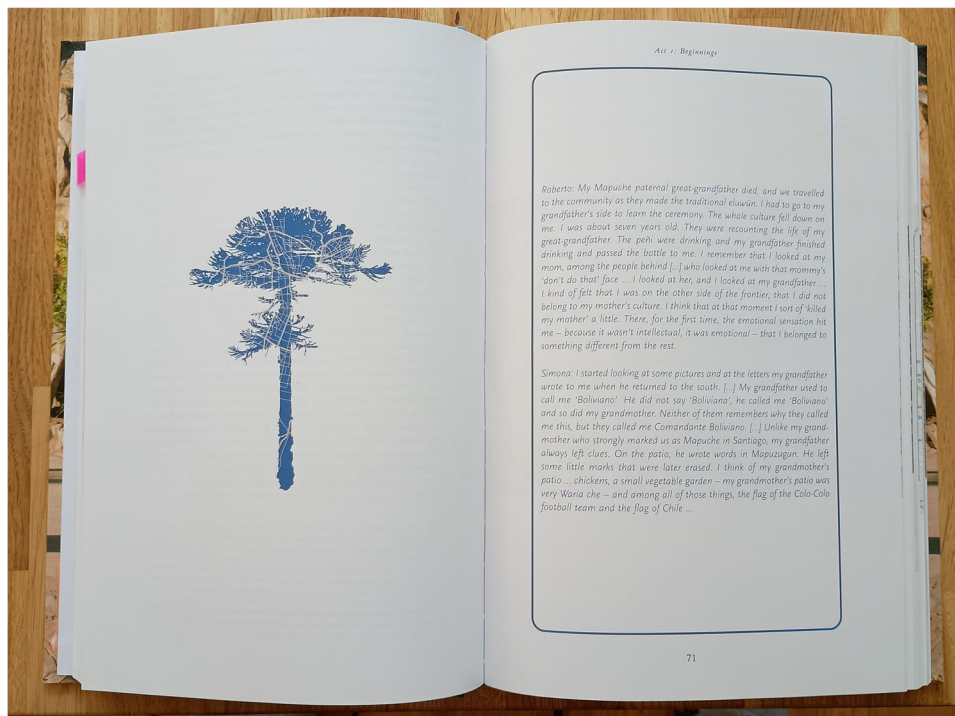 Act 1: Beginnings
Roberto: My Mapuche paternal great-grandfather died, and we travelled
to the community as they made the traditional eluwün. I had to go to my
grandfather's side to learn the ceremony. The whole culture fell down on
me. I was about seven years old. They were recounting the life of my
great-grandfather. The peñi were drinking and my grandfather finished
drinking and passed the bottle to me. I remember that I looked at my
mom, among the people behind [...] who looked at me with that mommy's
'don't do that' face ... I looked at her, and I looked at my grandfather ...
I kind of felt that I was on the other side of the frontier, that I did not
belong to my mother's culture. I think that at that moment I sort of 'killed
my mother' a little. There, for the first time, the emotional sensation hit
me – because it wasn't intellectual, it was emotional – that I belonged to
something different from the rest.
Simona: I started looking at some pictures and at the letters my grandfather
wrote to me when he returned to the south. [...] My grandfather used to
call me 'Boliviano'. He did not say 'Boliviana', he called me 'Boliviano'
and so did my grandmother. Neither of them remembers why they called
me this, but they called me Comandante Boliviano. [...] Unlike my grand-
mother who strongly marked us as Mapuche in Santiago, my grandfather
always left clues. On the patio, he wrote words in Mapuzugun. He left
some little marks that were later erased. I think of my grandmother's
patio ... chickens, a small vegetable garden – my grandmother's patio was
very Waria che – and among all of those things, the flag of the Colo-Colo
football team and the flag of Chile ...
71